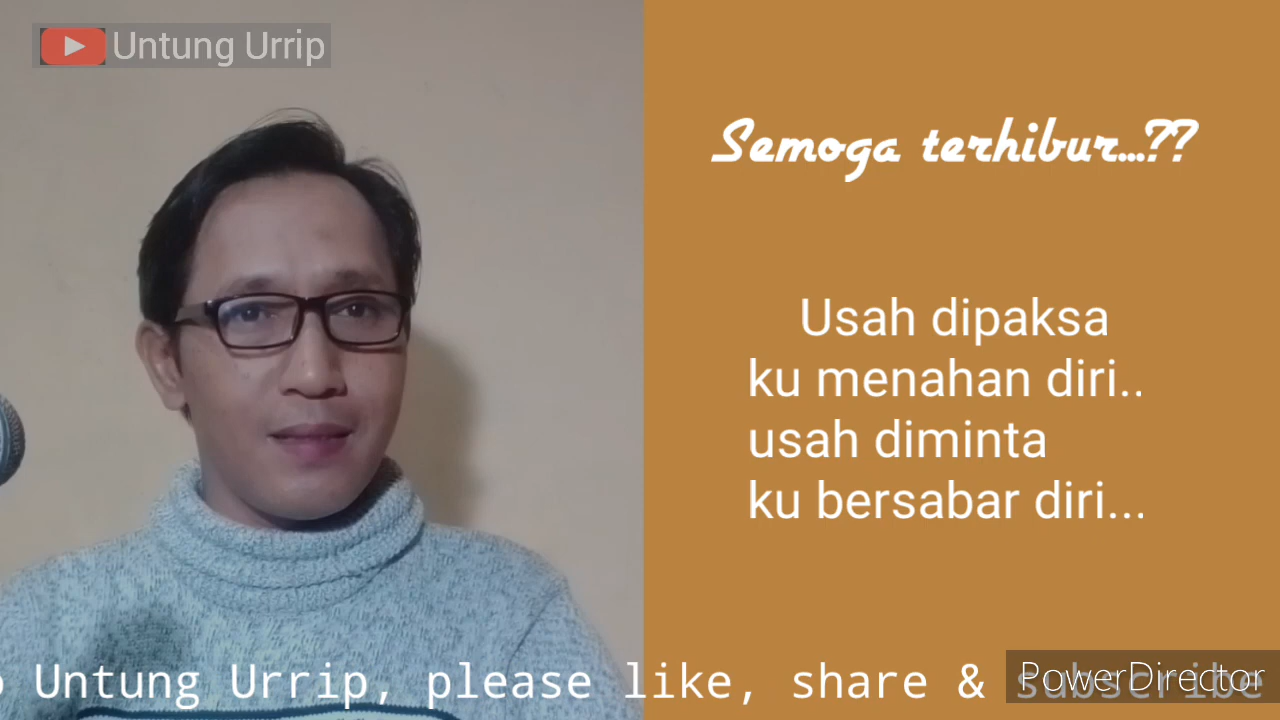 Untung Urrip
Semoga terhibur...??
Usah dipaksa
ku menahan diri..
usah diminta
ku bersabar diri...
Untung Urrip, please like, share & subscribe
PowerDirector